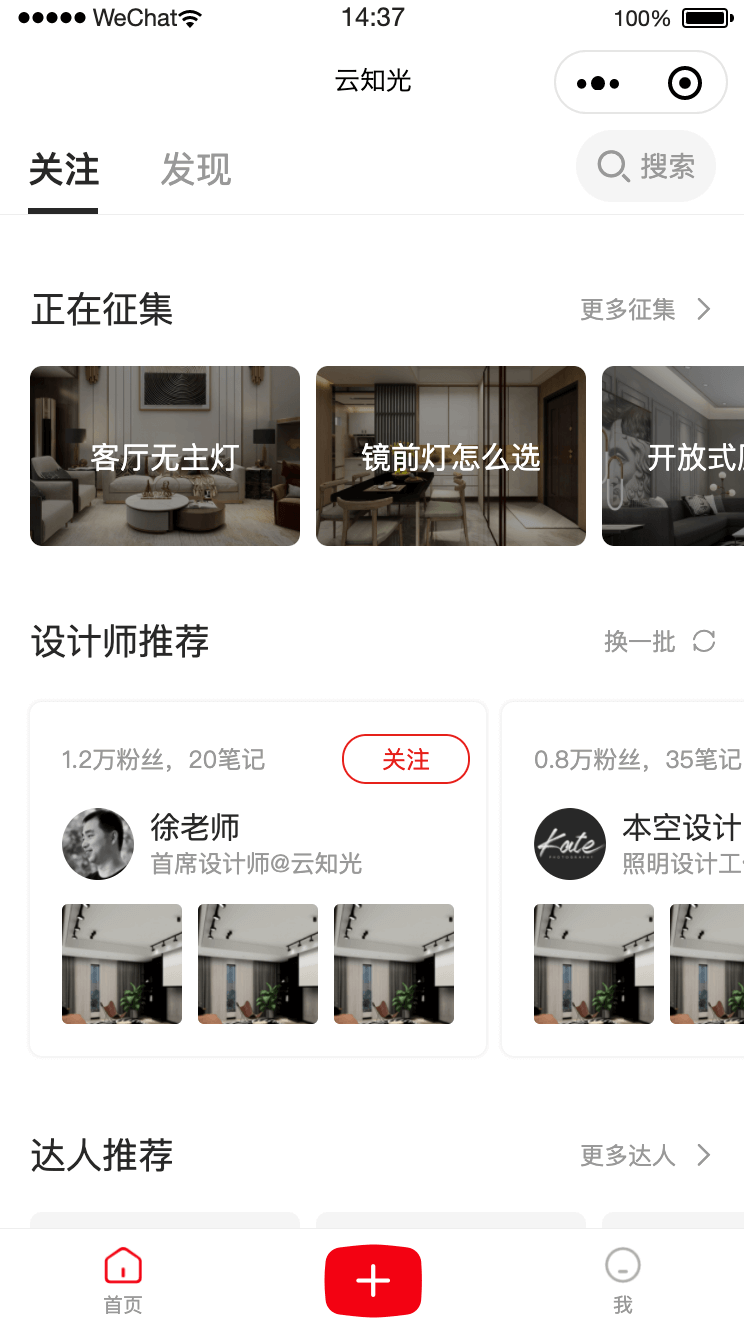 ●●●●● WeChat 14:37 100%
云知光
关注 发现 搜索
正在征集 更多征集
客厅无主灯 镜前灯怎么选 开放式
设计师推荐 换一批
1.2万粉丝，20笔记 关注 0.8万粉丝，35笔记
徐老师 本空设计
首席设计师@云知光 照明设计工
Kate
PHOTOGRAPHY
达人推荐 更多达人
首页 我